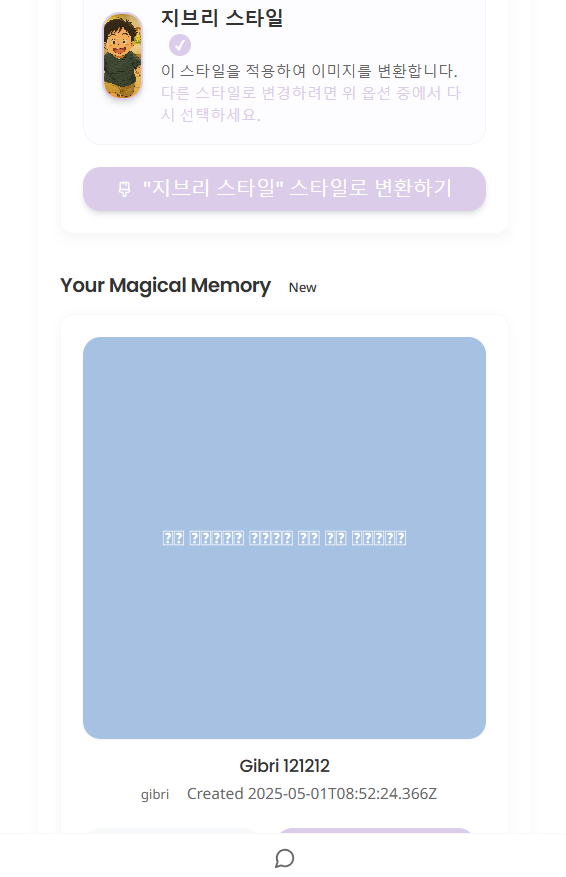 지브리 스타일
이 스타일을 적용하여 이미지를 변환합니다.
다른 스타일로 변경하려면 위 옵션 중에서 다
시 선택하세요.
"지브리 스타일" 스타일로 변환하기
Your Magical Memory New
Gibri 121212
gibri Created 2025-05-01T08:52:24.366Z